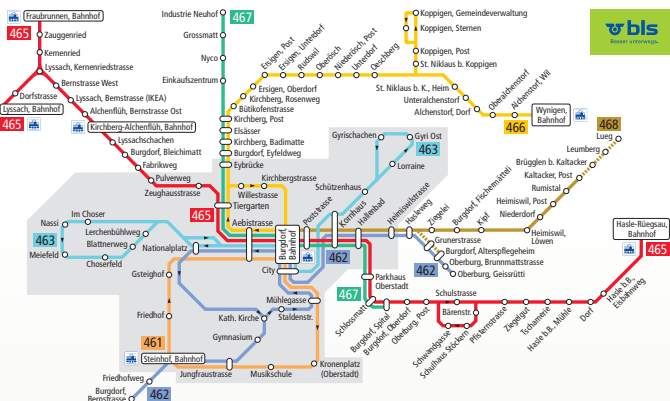 Fraubrunnen, Bahnhof
465
Zauggenried
Kernenried
Lyssach, Kernenriedstrasse
Bernstrasse West
Dorfstrasse
Lyssach, Bernstrasse (IKEA)
Lyssach, Bahnhof
465
Alchenflüh, Bernstrasse Ost
Kirchberg-Alchenflüh, Bahnhof
Lyssachschachen
Burgdorf, Bleichimatt
Fabrikweg
Pulverweg
Zeughausstrasse
465
Industrie Neuhof
467
Grossmatt
Nyco
Einkaufszentrum
Ersigen, Post
Ersigen, Unterdorf
Rudswil
Oberösch
Niederösch, Post
Unterdorf
Oeschberg
Ersigen, Oberdorf
Kirchberg, Rosenweg
Bütikofenstrasse
Kirchberg, Post
Elsässer
Kirchberg, Badimatte
Burgdorf, Eyfeldweg
Eybrücke
Kirchbergstrasse
Willestrasse
Tiergarten
Aebistrasse
Koppigen, Gemeindeverwaltung
Koppigen, Sternen
Koppigen, Post
St. Niklaus b. Koppigen
St. Niklaus b. K., Heim
Unteralchenstorf
Alchenstorf, Dorf
Oberalchenstorf
Alchenstorf, Wil
Wynigen,
Bahnhof
466
bls
Besser unterwegs.
468
Lueg
Leumberg
Brügglen b. Kaltacker
Kaltacker, Post
Rumistal
Heimiswil, Post
Niederdorf
Heimiswil,
Löwen
Kipf
Burgdorf, Fischermätteli
Ziegelei
Gyrischachen
Gyri Ost
463
Lorraine
Schützenhaus
Poststrasse
Kornhaus
Hallenbad
Heimiswilstrasse
Hasleweg
Grunerstrasse
Burgdorf, Alterspflegeheim
Oberburg, Brunnmattstrasse
Oberburg, Geissrütti
462
462
Burgdorf,
Bahnhof
City
Nassi
Im Choser
Lerchenbühlweg
463
Blattnerweg
Meiefeld
Choserfeld
Nationalplatz
Gsteighof
Friedhof
461
Kath. Kirche
Mühlegasse
Staldenstr.
Gymnasium
Steinhof, Bahnhof
Jungfraustrasse
Musikschule
Kronenplatz
(Oberstadt)
Friedhofweg
Burgdorf,
Bernstrasse
462
Parkhaus
Oberstadt
467
Schlossmatt
Burgdorf, Spital
Burgdorf, Oberdorf
Oberburg, Post
Schulstrasse
Bärenstr.
Schwandgasse
Schulhaus Stöckern
Pfisternstrasse
Ziegelgut
Tschamerie
Hasle b.B., Mühle
Dorf
Hasle b.B.,
Eisbahnweg
Hasle-Rüegsau,
Bahnhof
465